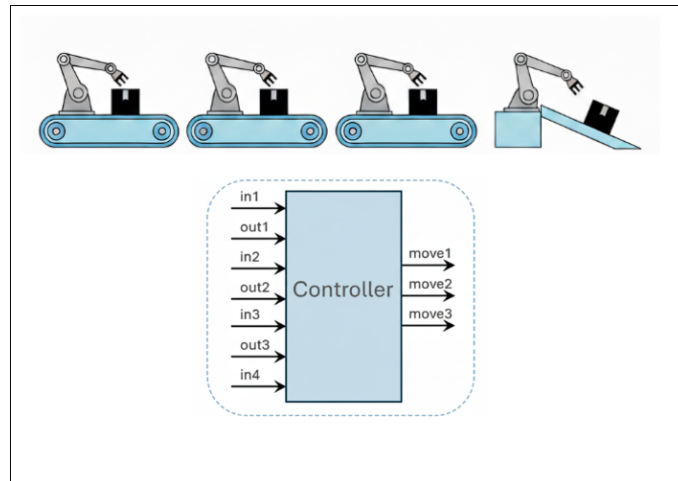 in1
out1
in2
out2
in3
out3
in4
Controller
move1
move2
move3